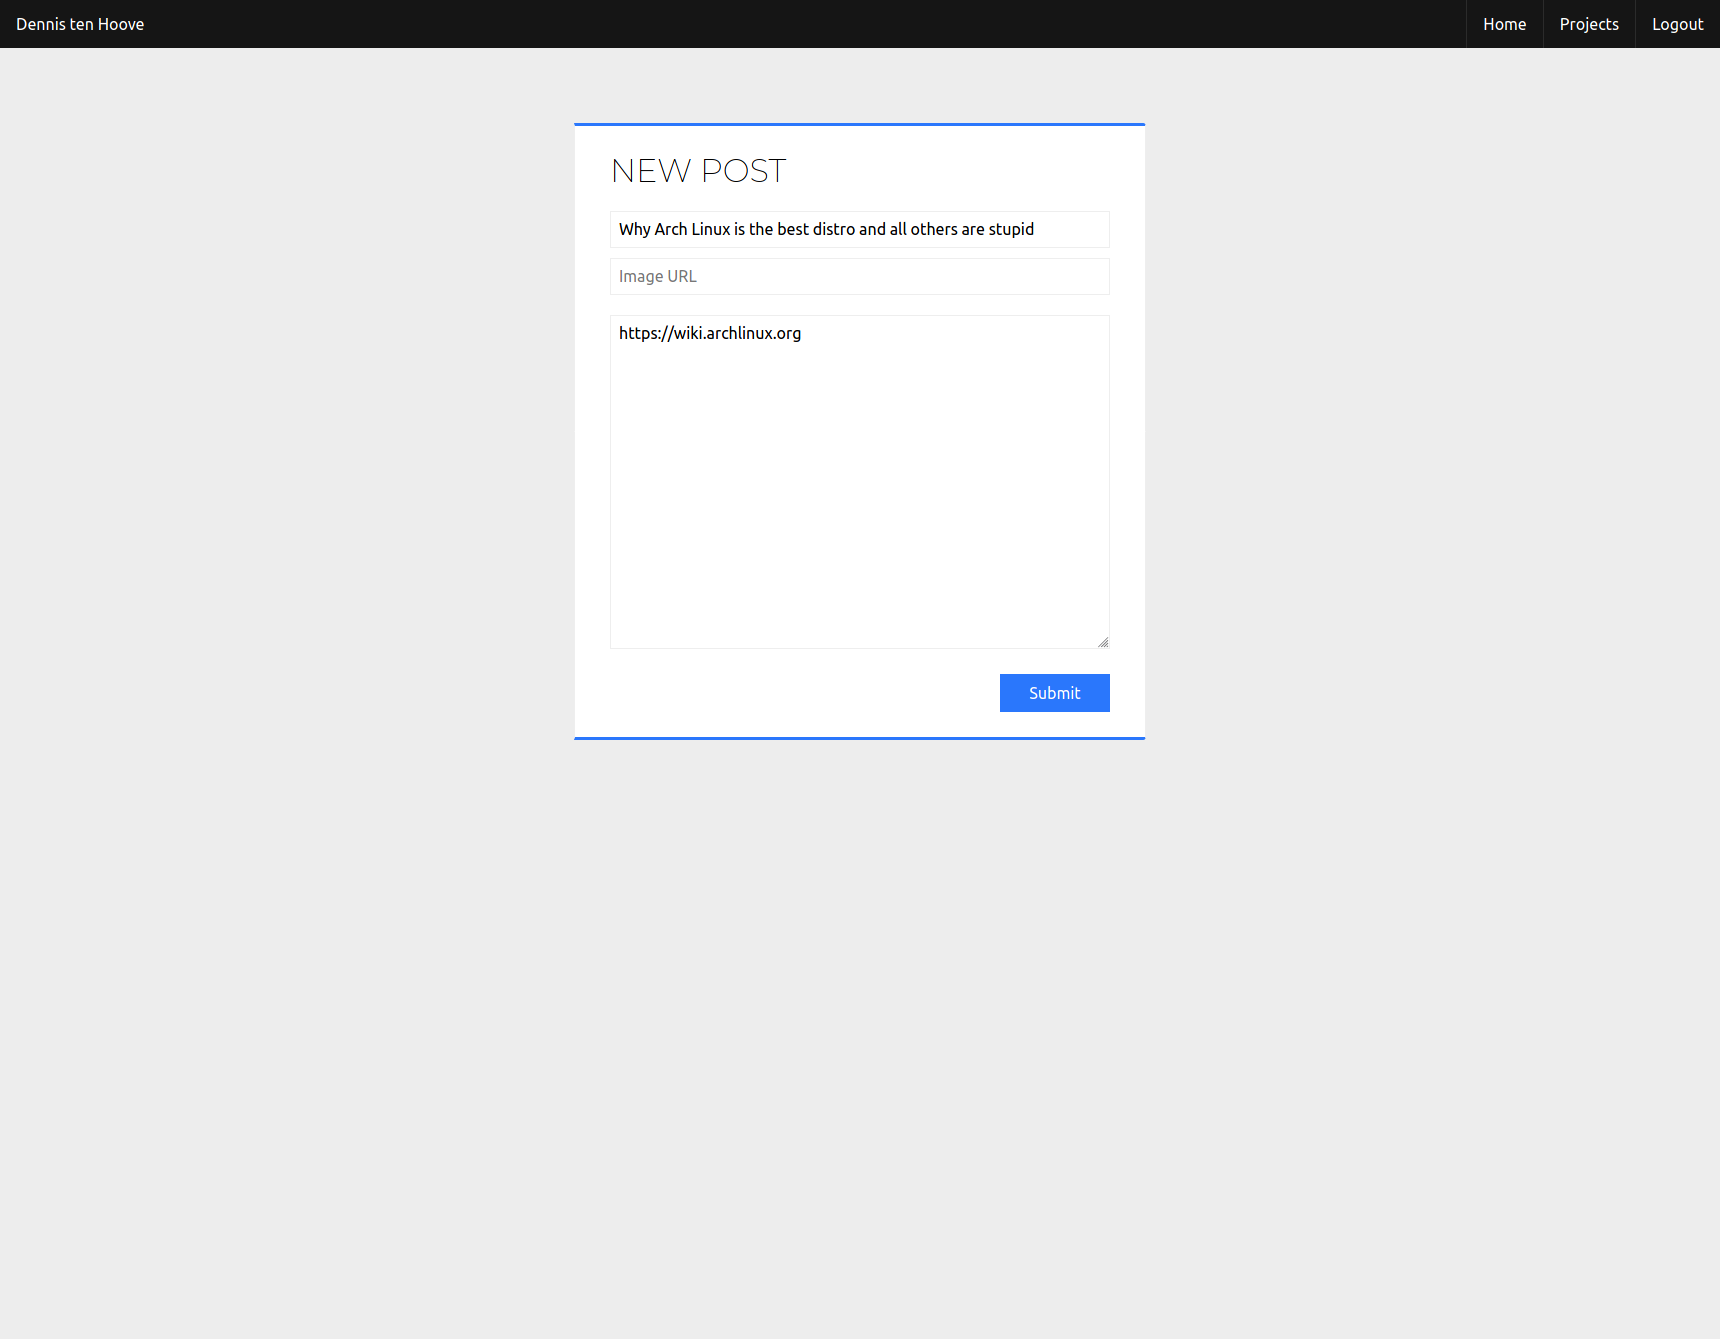 Dennis ten Hoove
Home
Projects
Logout
NEW POST
Why Arch Linux is the best distro and all others are stupid
Image URL
https://wiki.archlinux.org
Submit